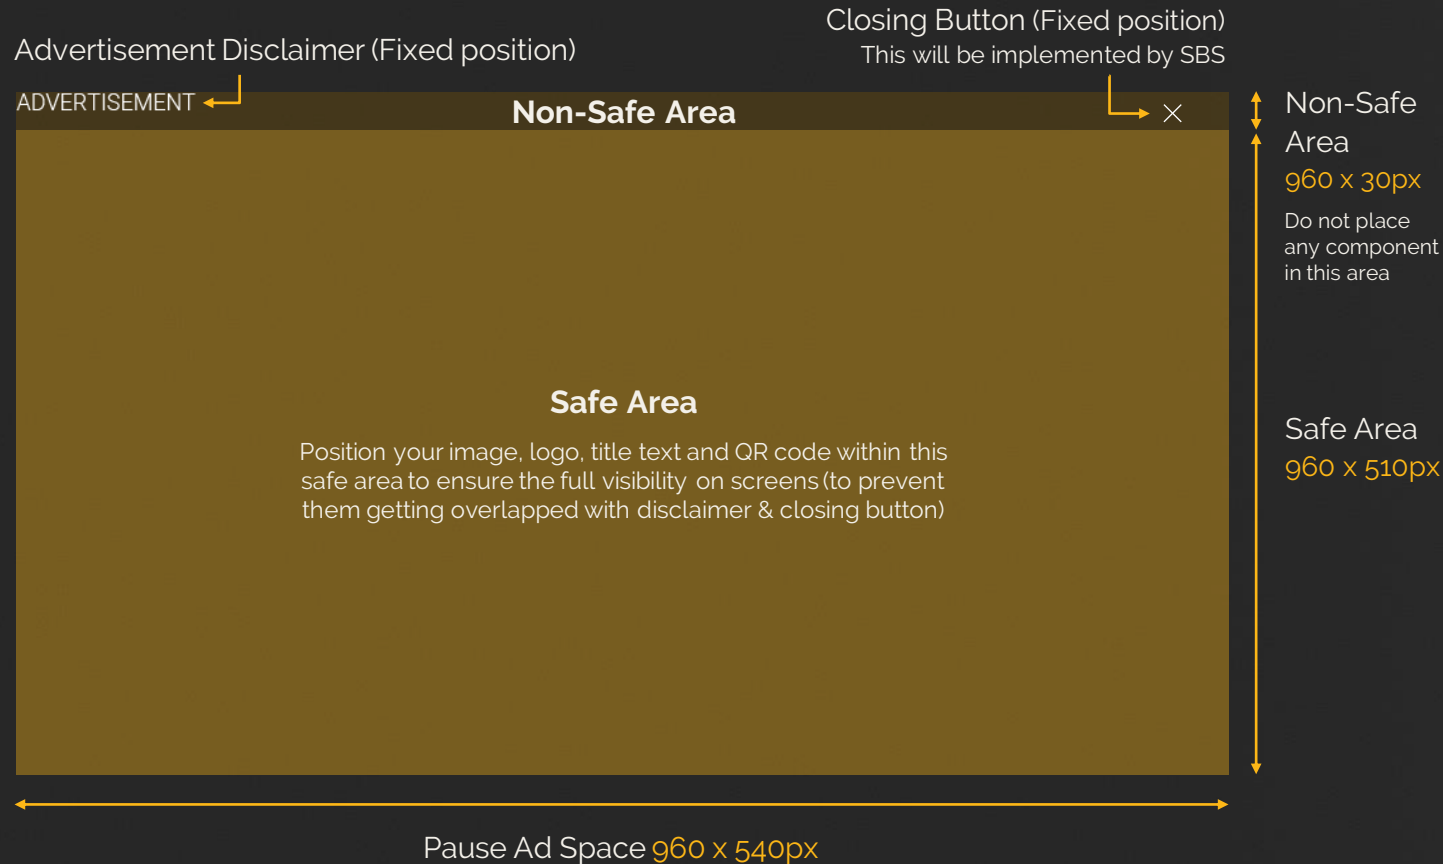 Closing Button (Fixed position)
This will be implemented by SBS
Advertisement Disclaimer (Fixed position)
ADVERTISEMENT
Non-Safe Area
Non-Safe
Area
960 x 30px
Do not place
any component
in this area
Safe Area
Position your image, logo, title text and QR code within this
safe area to ensure the full visibility on screens (to prevent
them getting overlapped with disclaimer & closing button)
Safe Area
960 x 510px
Pause Ad Space 960 x 540px